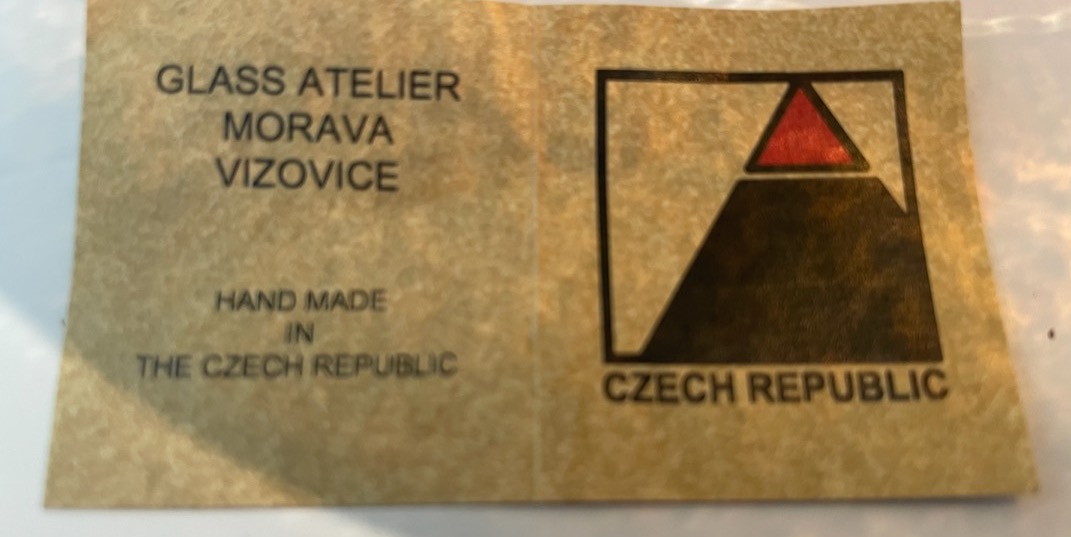 GLASS ATELIER
MORAVA
VIZOVICE
HAND MADE
IN
THE CZECH REPUBLIC
CZECH REPUBLIC